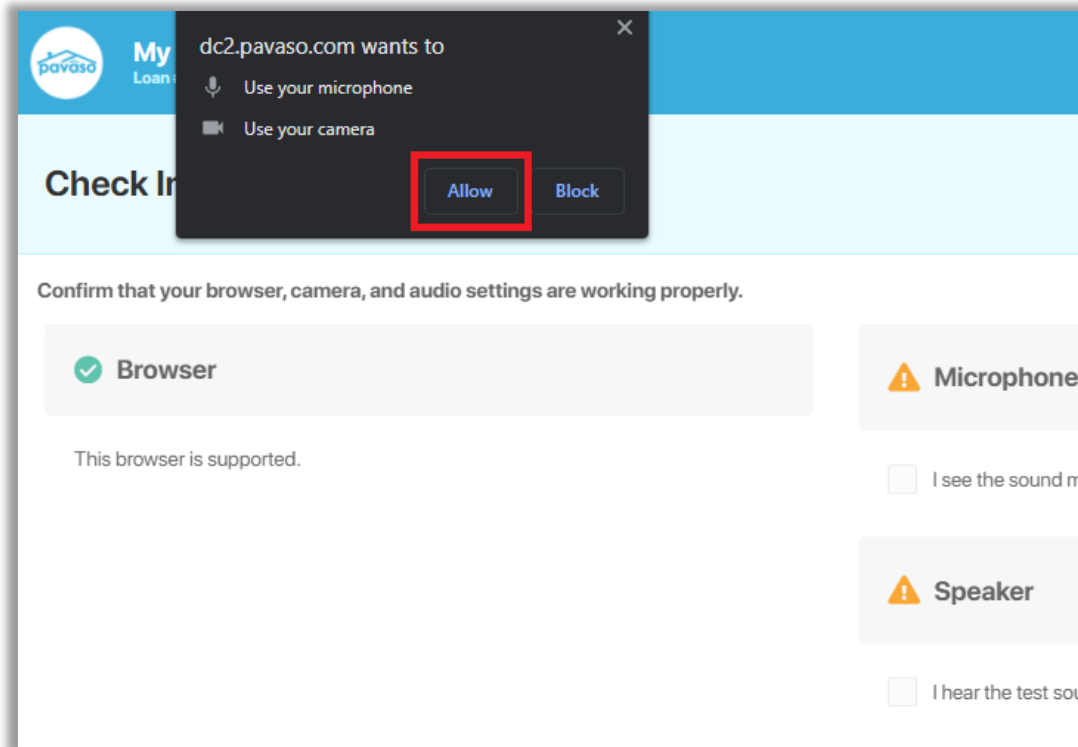 pavaso
My
Loan
dc2.pavaso.com wants to
Use your microphone
Use your camera
Allow
Block
Check In
Confirm that your browser, camera, and audio settings are working properly.
Browser
This browser is supported.
Microphone
I see the sound
Speaker
I hear the test